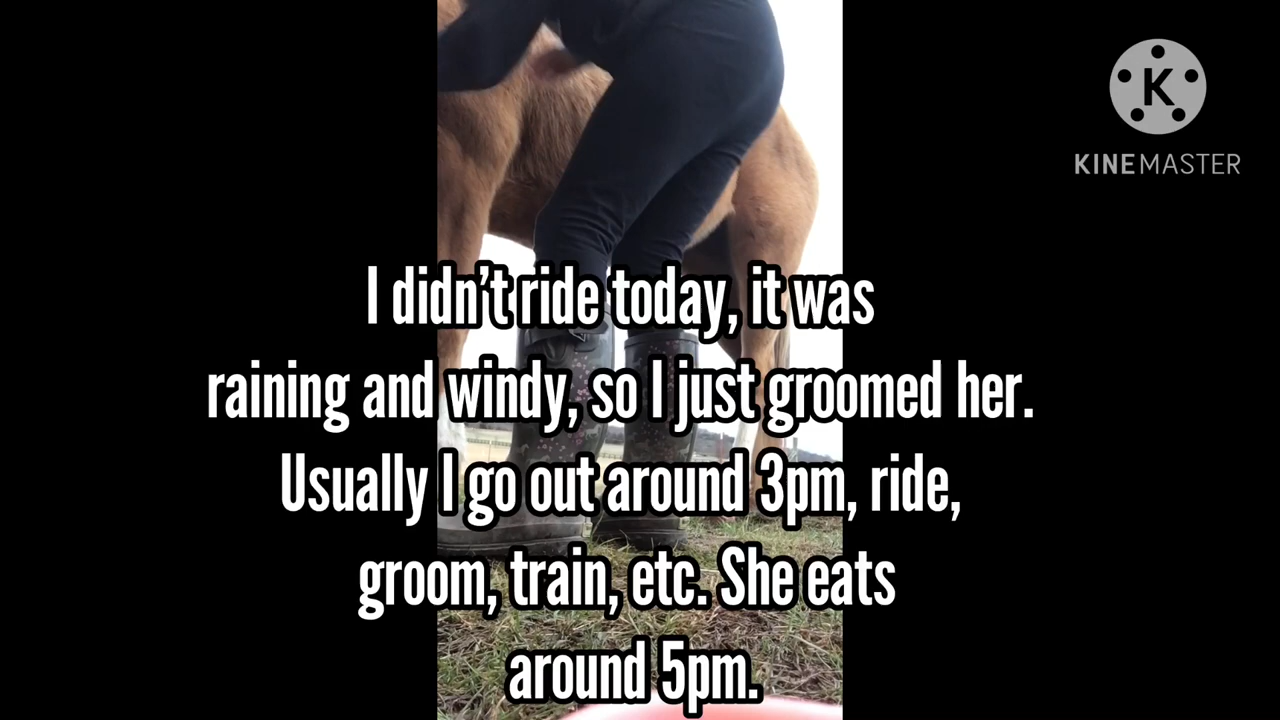 K
KINEMASTER
I didn't ride today, it was
raining and windy, so I just groomed her.
Usually I go out around 3pm, ride,
groom, train, etc. She eats
around 5pm.